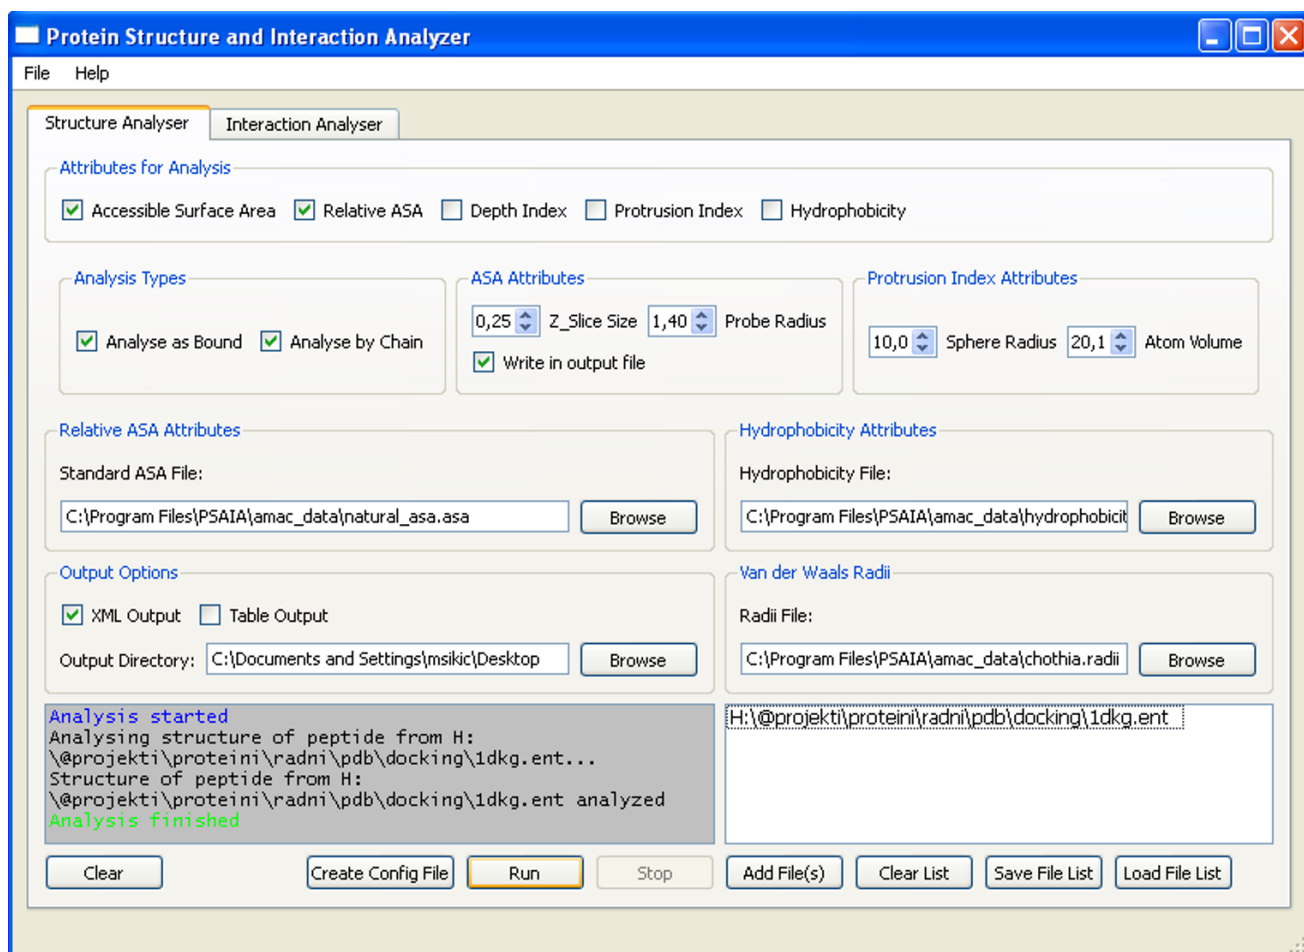 Protein Structure and Interaction Analyzer
File Help
Structure Analyser Interaction Analyser
Attributes for Analysis
Accessible Surface Area Relative ASA Depth Index Protrusion Index Hydrophobicity
Analysis Types
Analyse as Bound Analyse by Chain
ASA Attributes
0,25 Z_Slice Size 1,40 Probe Radius
Write in output file
Protrusion Index Attributes
10,0 Sphere Radius 20,1 Atom Volume
Relative ASA Attributes
Standard ASA File:
C:\Program Files\PSAIA\amac_data\natural_asa.asa Browse
Hydrophobicity Attributes
Hydrophobicity File:
C:\Program Files\PSAIA\amac_data\hydrophobicit Browse
Output Options
XML Output Table Output
Output Directory: C:\Documents and Settings\msikic\Desktop Browse
Van der Waals Radii
Radii File:
C:\Program Files\PSAIA\amac_data\chothia.radii Browse
Analysis started
Analysing structure of peptide from H:
\@projekti\proteini\radni\pdb\docking\1dkg.ent...
Structure of peptide from H:
\@projekti\proteini\radni\pdb\docking\1dkg.ent analyzed
Analysis finished
H:\@projekti\proteini\radni\pdb\docking\1dkg.ent
Clear Create Config File Run Stop Add File(s) Clear List Save File List Load File List